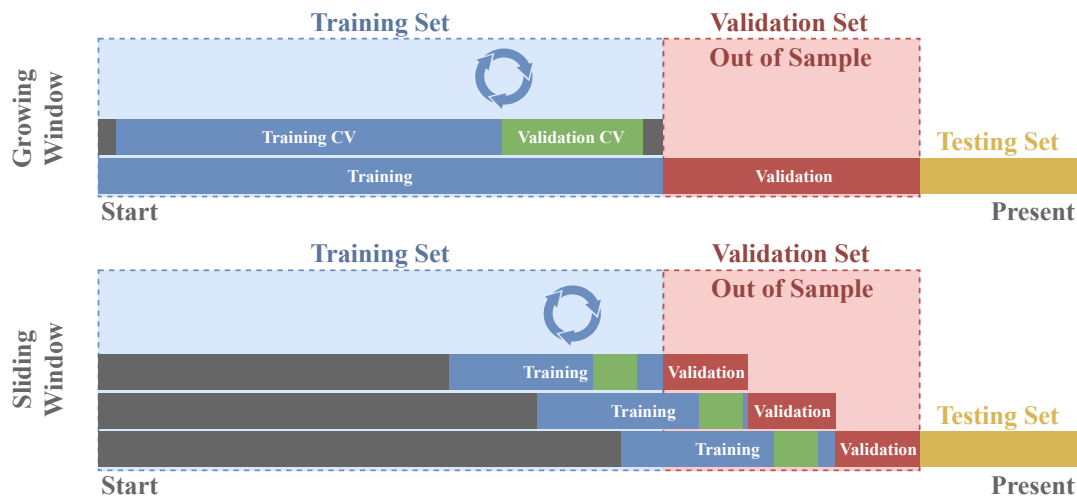 Training Set
Validation Set
Out of Sample
Growing
Window
Training CV
Validation CV
Testing Set
Training
Validation
Start
Present
Training Set
Validation Set
Out of Sample
Sliding
Window
Training
Validation
Training
Validation
Testing Set
Training
Validation
Start
Present